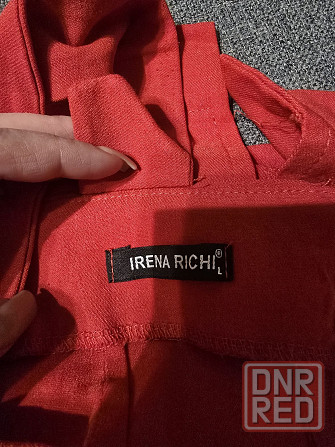 IRENA RICHI®
L
DNR
RED